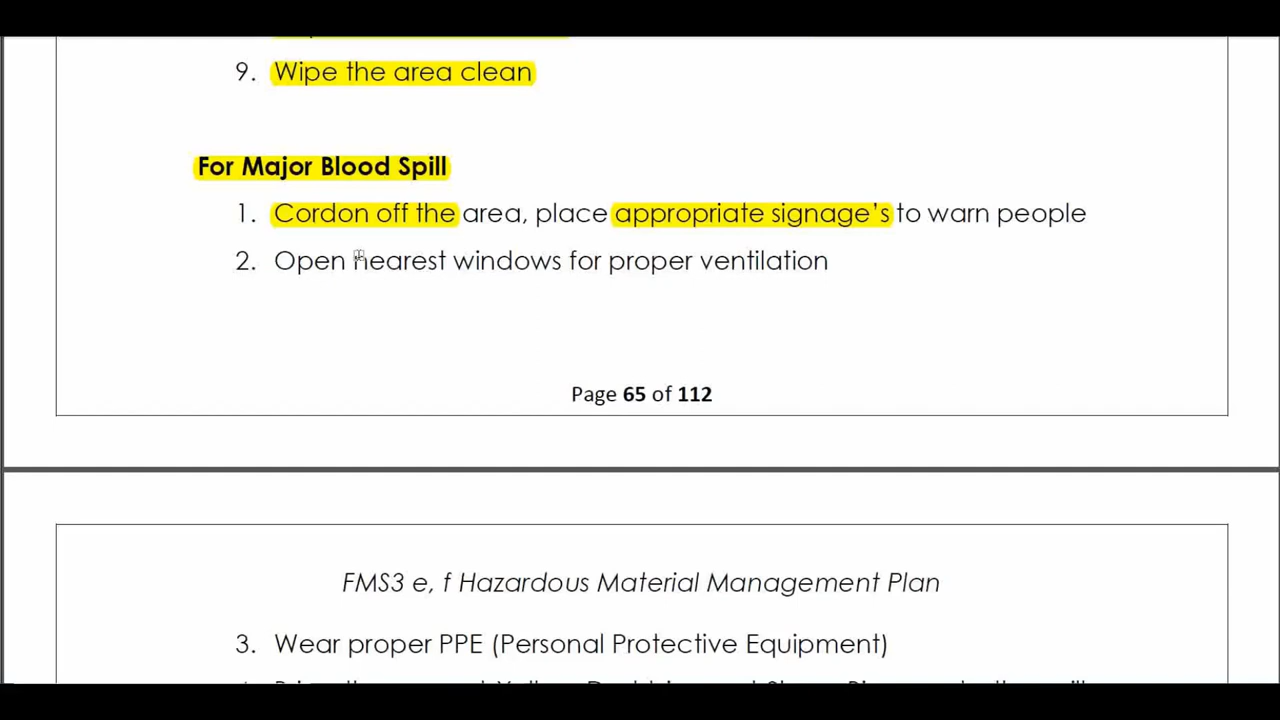 9. Wipe the area clean
For Major Blood Spill
1. Cordon off the area, place appropriate signage’s to warn people
2. Open nearest windows for proper ventilation
Page 65 of 112
FMS3 e, f Hazardous Material Management Plan
3. Wear proper PPE (Personal Protective Equipment)